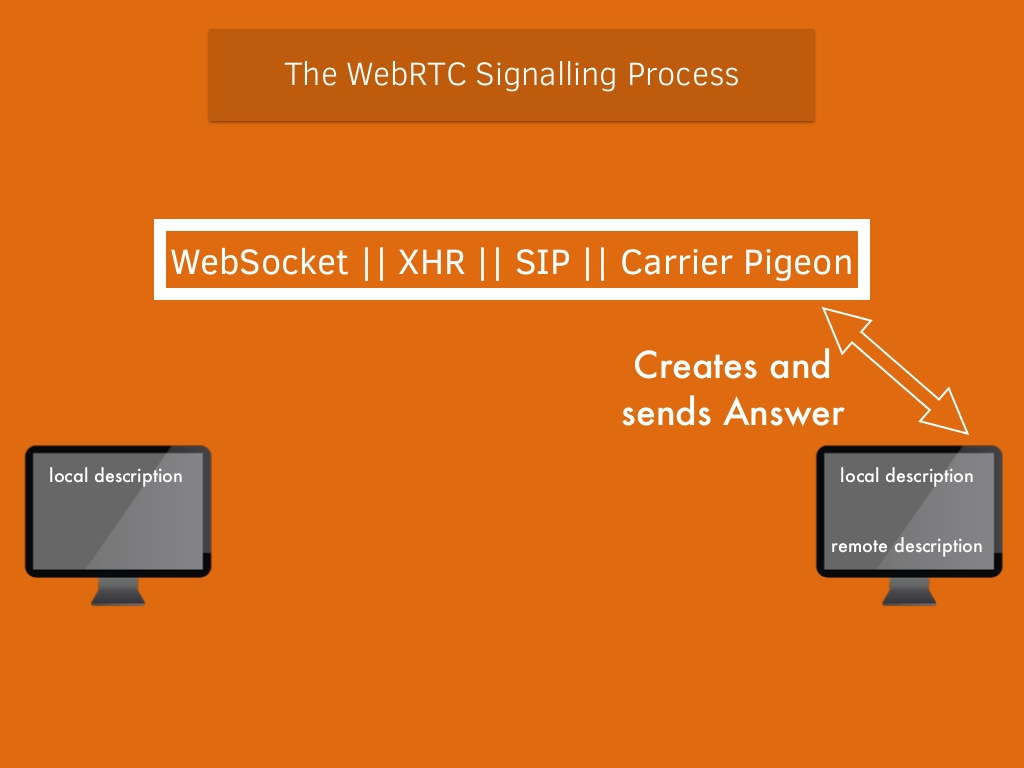 The WebRTC Signalling Process
WebSocket || XHR || SIP || Carrier Pigeon
Creates and
sends Answer
local description
local description
remote description